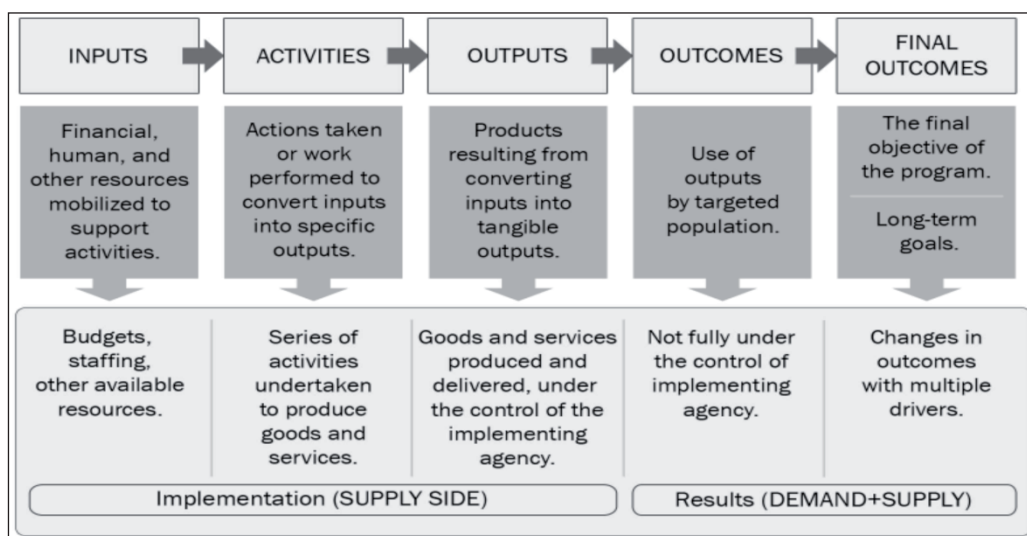 INPUTS
ACTIVITIES
OUTPUTS
OUTCOMES
FINAL
OUTCOMES
Financial,
human, and
other resources
mobilized to
support
activities.
Actions taken
or work
performed to
convert inputs
into specific
outputs.
Products
resulting from
converting
inputs into
tangible
outputs.
Use of
outputs
by targeted
population.
The final
objective of
the program.
Long-term
goals.
Budgets,
staffing,
other available
resources.
Series of
activities
undertaken
to produce
goods and
services.
Goods and services
produced and
delivered, under
the control of the
implementing
agency.
Not fully under
the control of
implementing
agency.
Changes in
outcomes
with multiple
drivers.
Implementation (SUPPLY SIDE)
Results (DEMAND+SUPPLY)